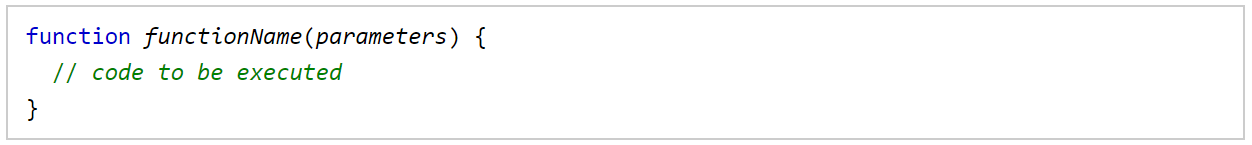 function functionName(parameters) {
  // code to be executed
}